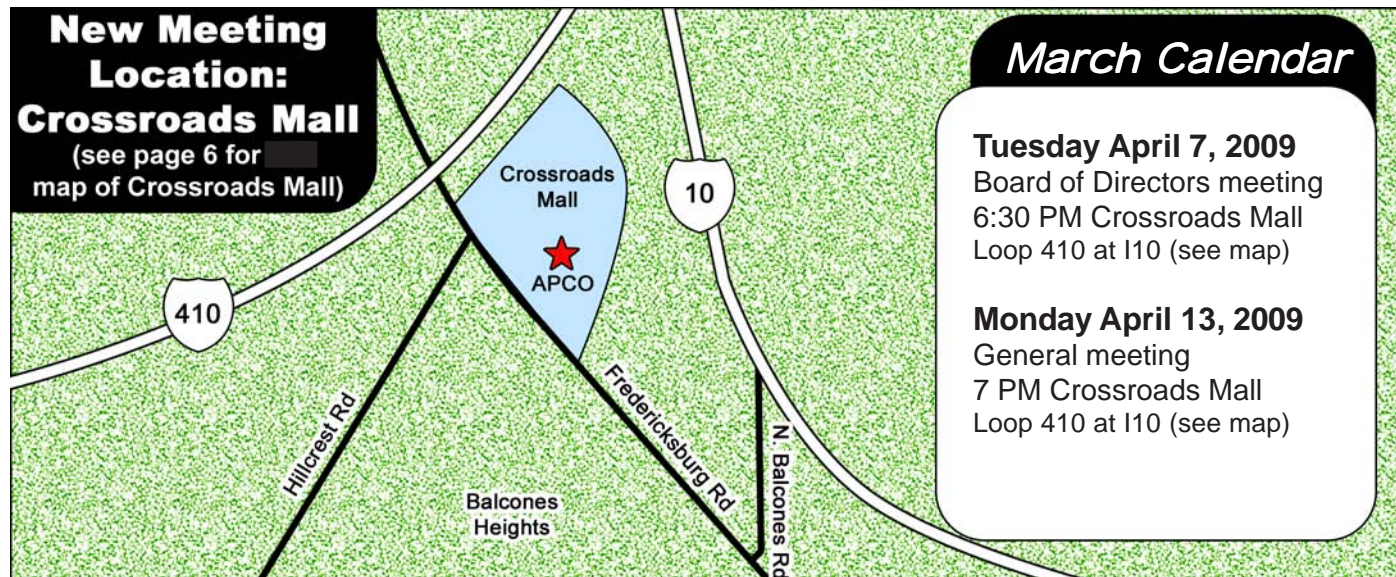 New Meeting
Location:
Crossroads Mall
(see page 6 for
map of Crossroads Mall)
Crossroads
Mall
APCO
10
410
Hillcrest Rd
Fredericksburg Rd
N. Balcones Rd
Balcones
Heights
March Calendar
Tuesday April 7, 2009
Board of Directors meeting
6:30 PM Crossroads Mall
Loop 410 at I10 (see map)
Monday April 13, 2009
General meeting
7 PM Crossroads Mall
Loop 410 at I10 (see map)